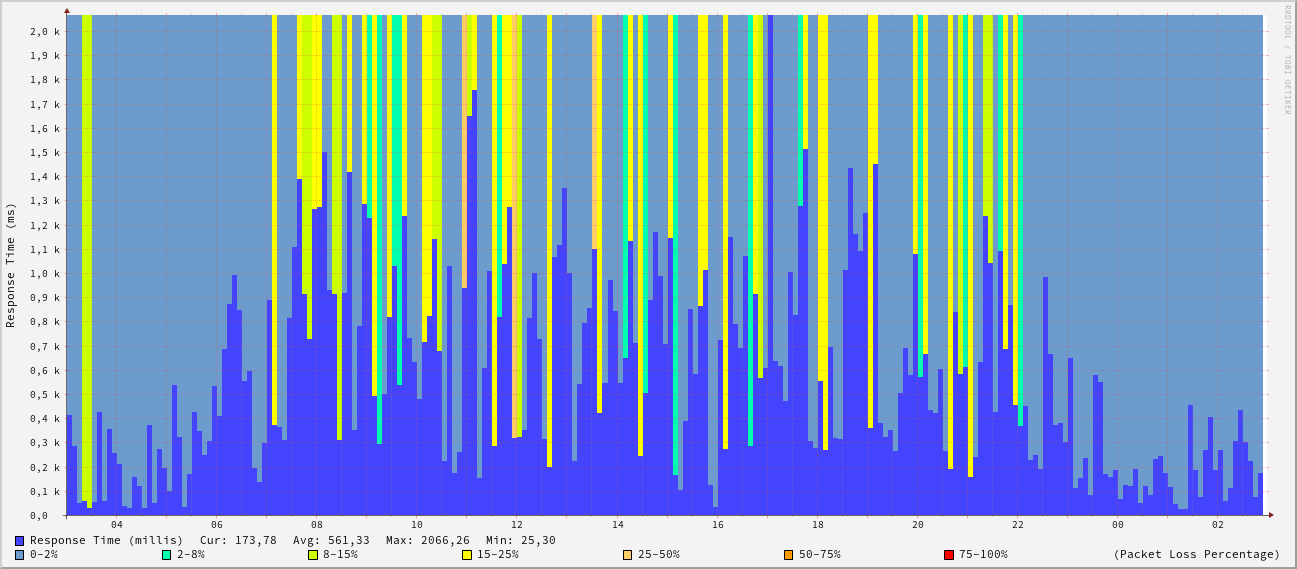 RRDTOOL / TOBI OETIKER
Response Time (ms)
2,0 k
1,9 k
1,8 k
1,7 k
1,6 k
1,5 k
1,4 k
1,3 k
1,2 k
1,1 k
1,0 k
0,9 k
0,8 k
0,7 k
0,6 k
0,5 k
0,4 k
0,3 k
0,2 k
0,1 k
0,0
04 06 08 10 12 14 16 18 20 22 00 02
Response Time (millis) Cur: 173,78 Avg: 561,33 Max: 2066,26 Min: 25,30
0-2% 2-8% 8-15% 15-25% 25-50% 50-75% 75-100% (Packet Loss Percentage)